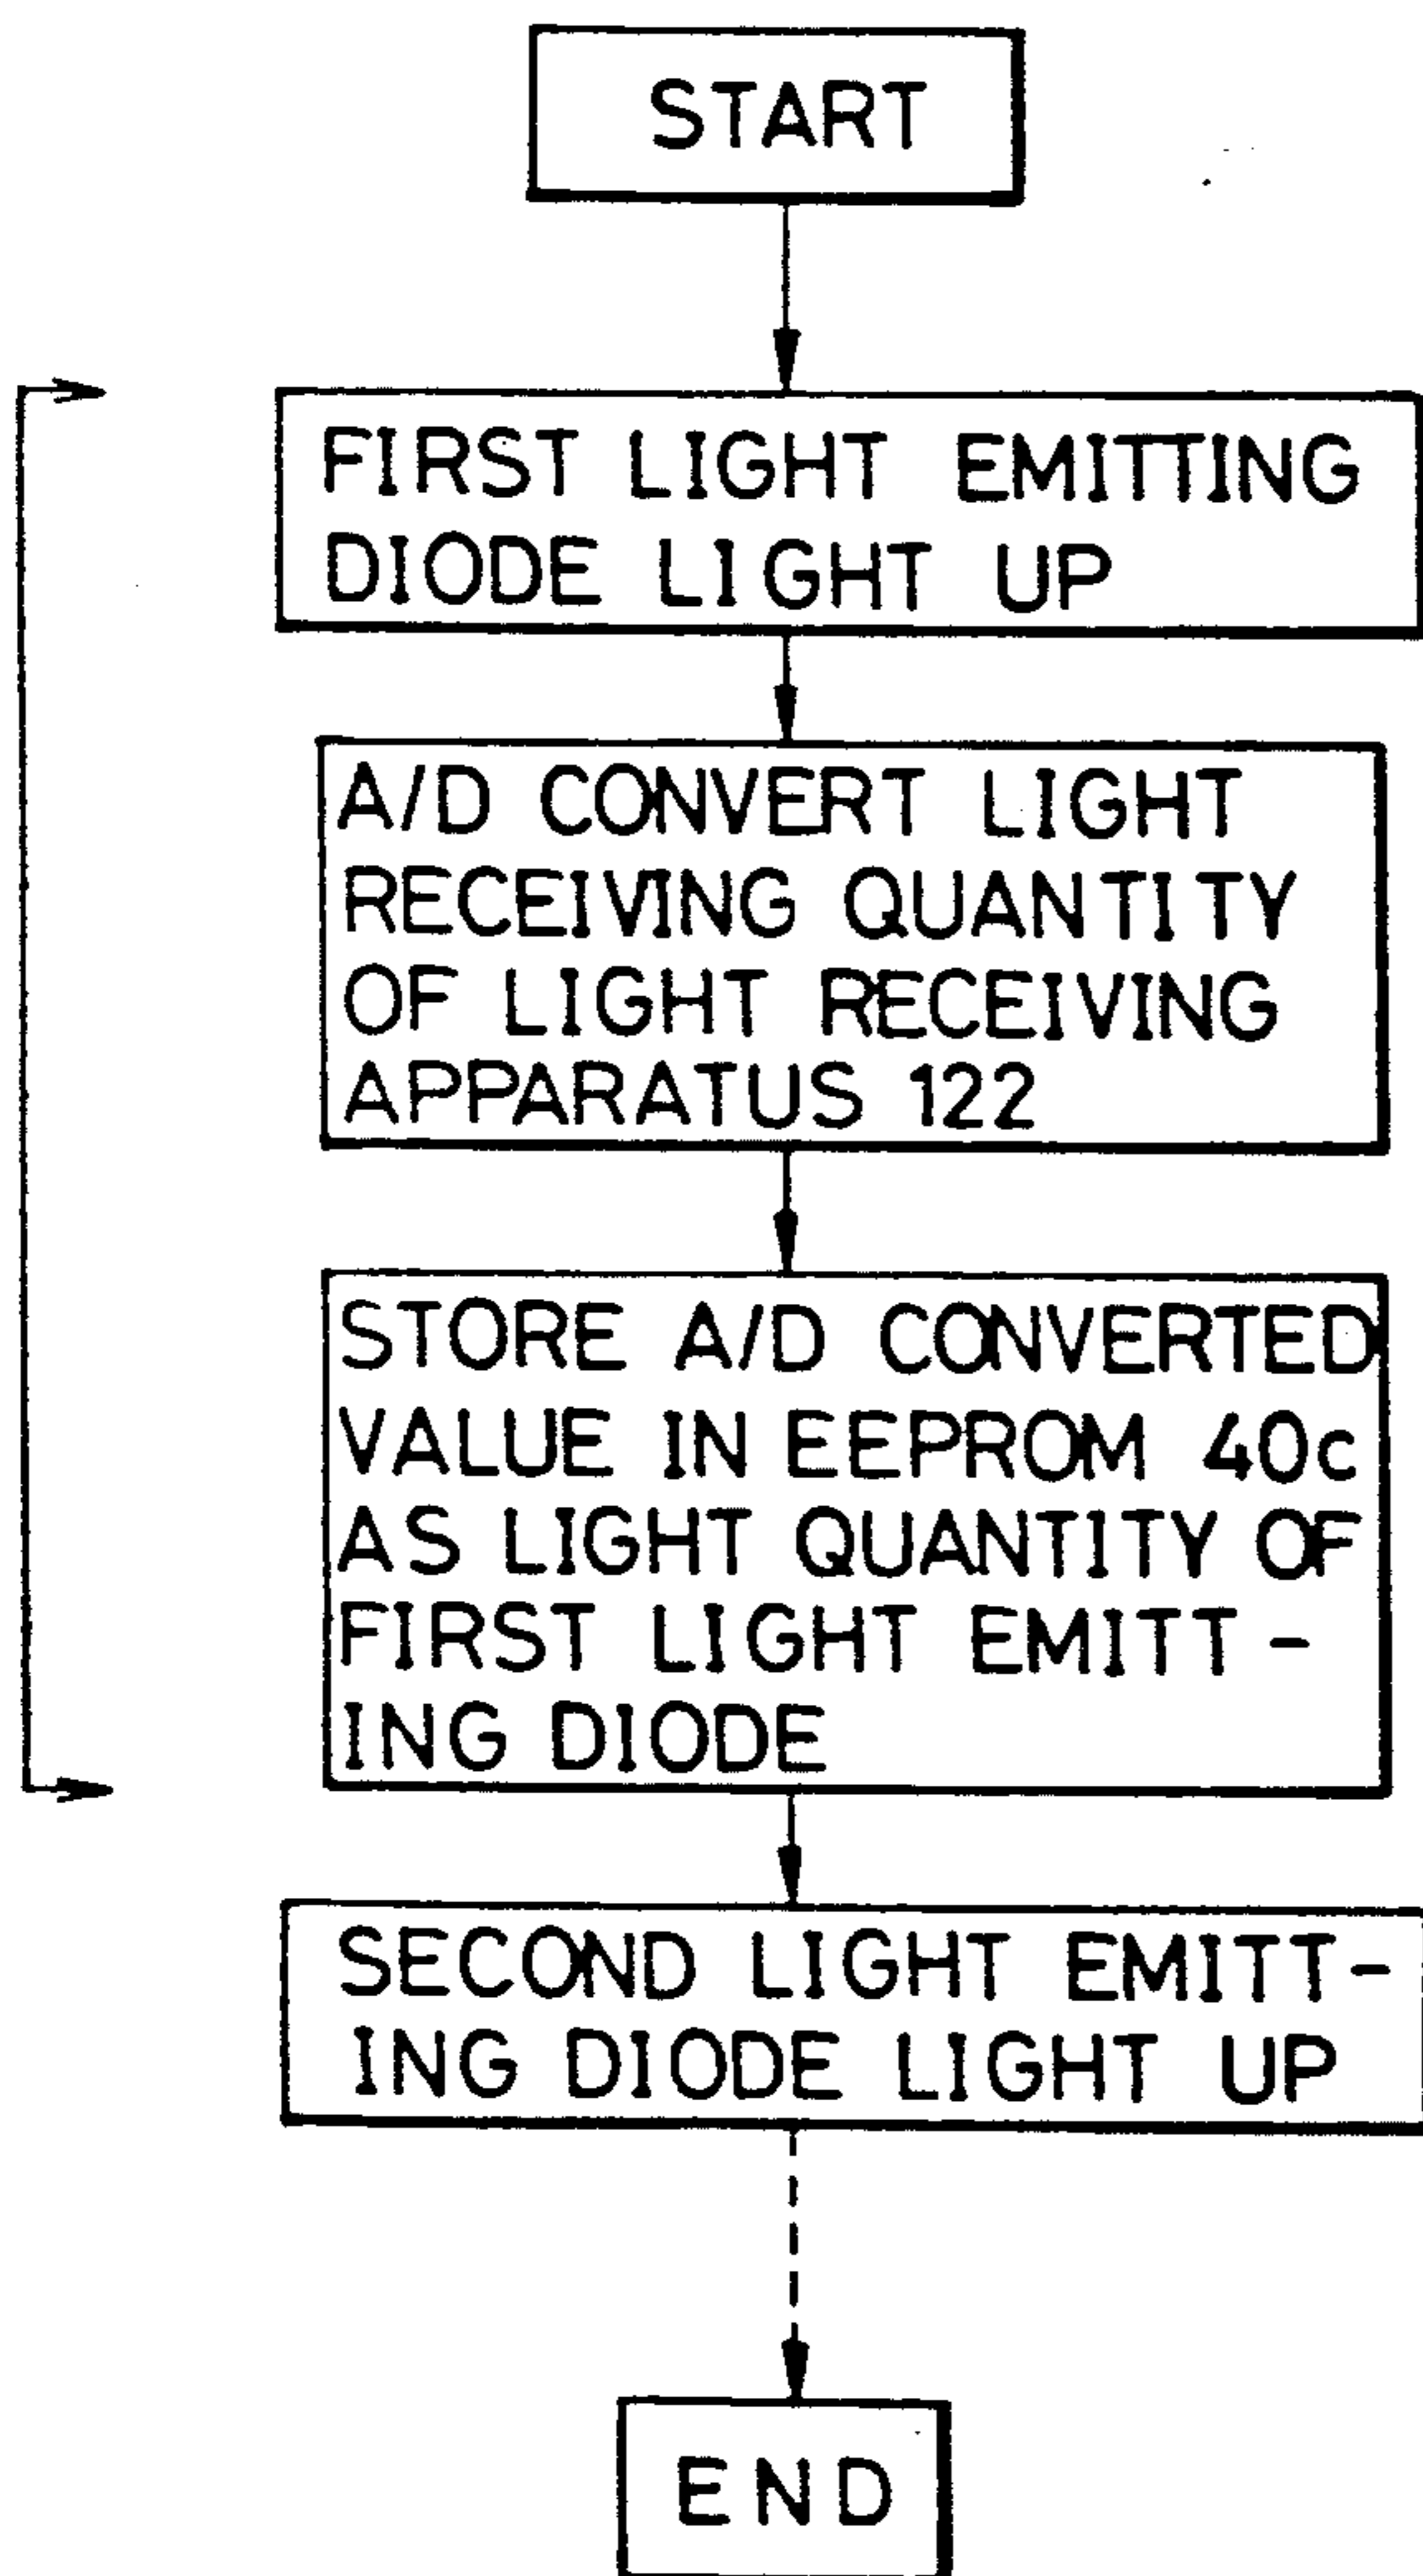 START
FIRST LIGHT EMITTING
DIODE LIGHT UP
A/D CONVERT LIGHT
RECEIVING QUANTITY
OF LIGHT RECEIVING
APPARATUS 122
STORE A/D CONVERTED
VALUE IN EEPROM 40c
AS LIGHT QUANTITY OF
FIRST LIGHT EMITT-
ING DIODE
SECOND LIGHT EMITT-
ING DIODE LIGHT UP
END